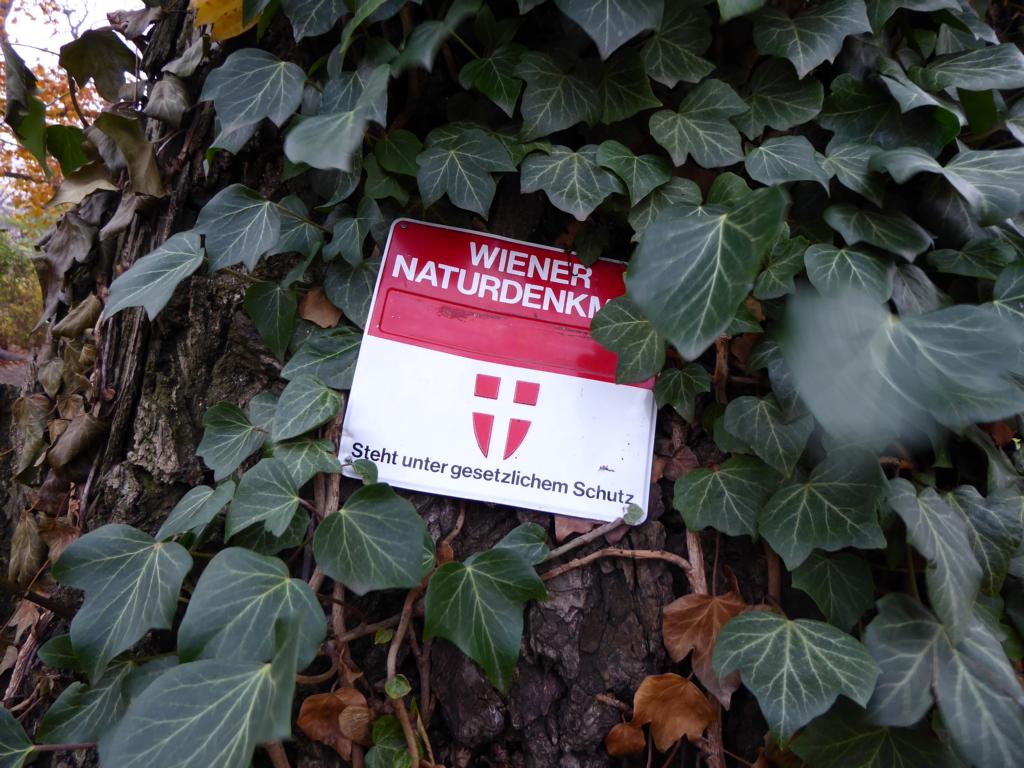 WIENER
NATURDENKM
Steht unter gesetzlichem Schutz